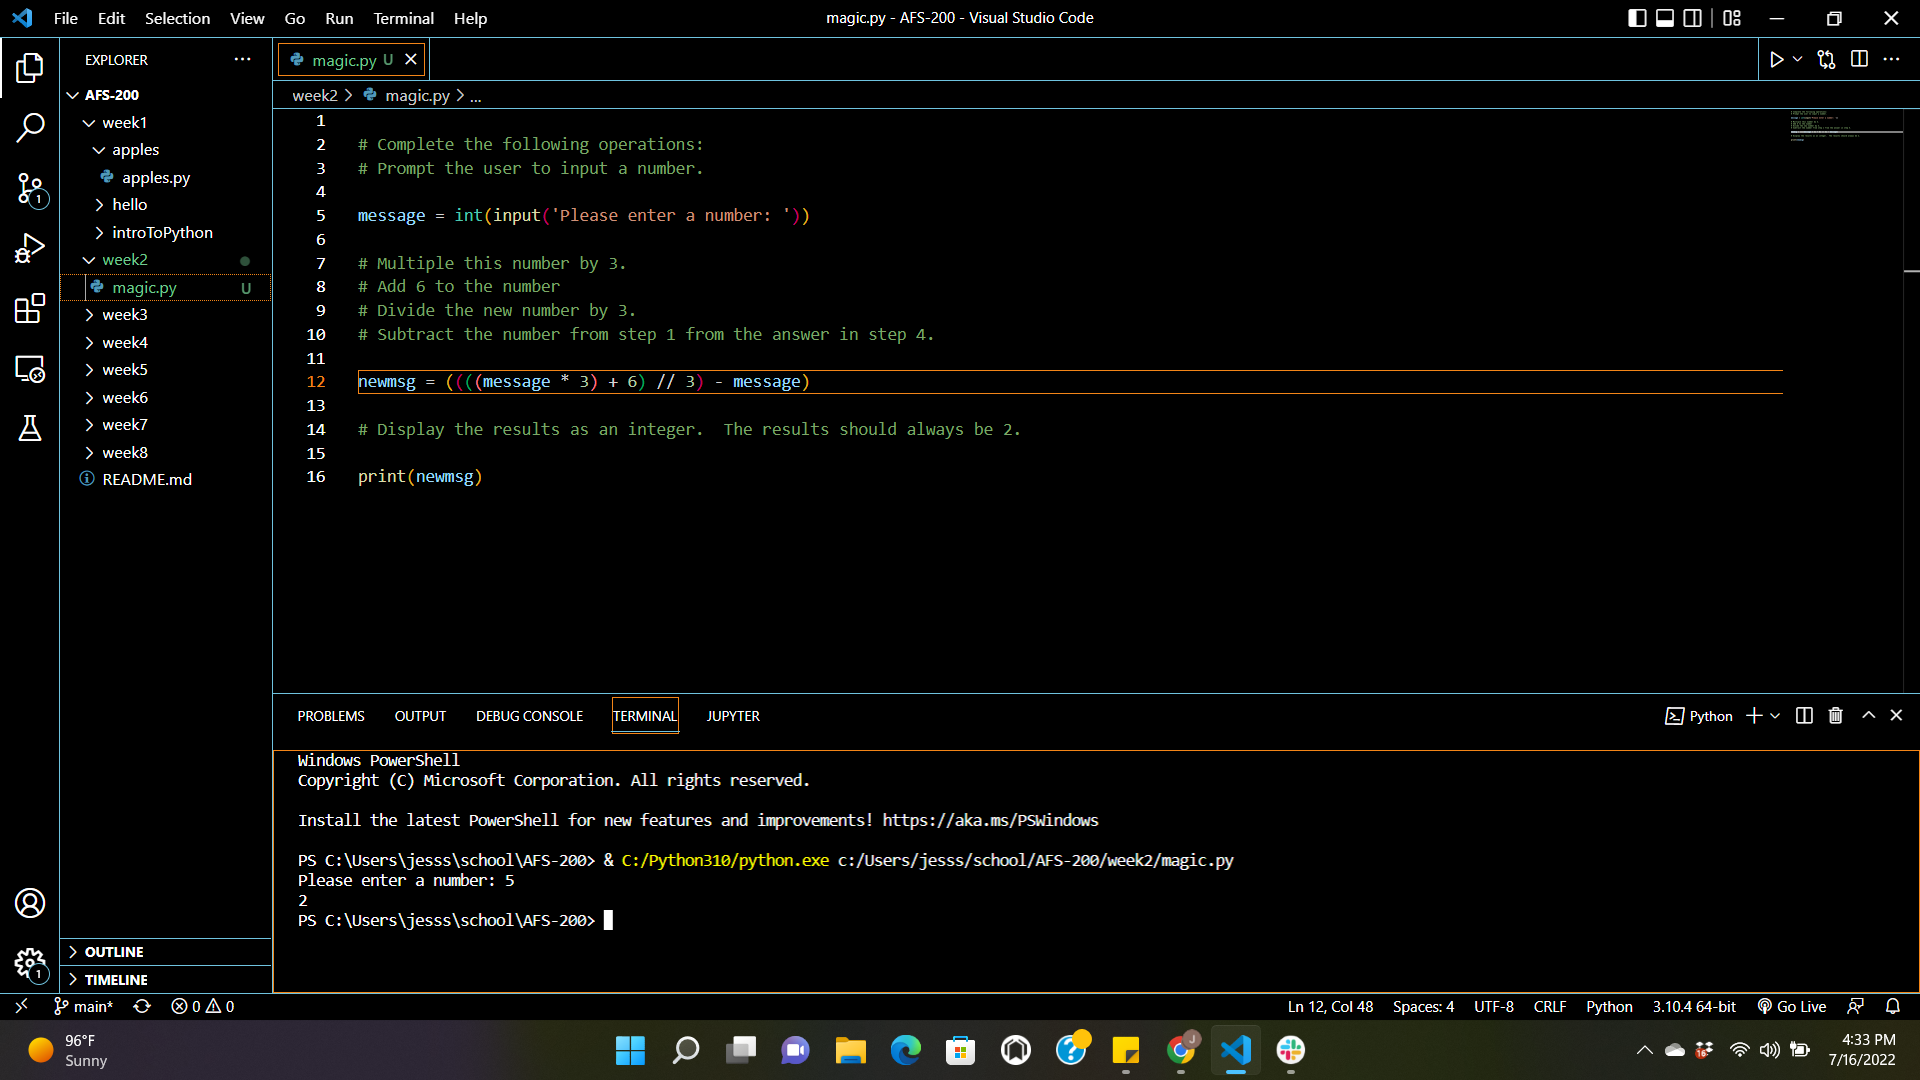 File Edit Selection View Go Run Terminal Help
magic.py - AFS-200 - Visual Studio Code
EXPLORER
AFS-200
week1
apples
apples.py
hello
introToPython
week2
magic.py U
week3
week4
week5
week6
week7
week8
README.md
OUTLINE
TIMELINE
1
1
magic.py U
week2 > magic.py > ...
1
2 # Complete the following operations:
3 # Prompt the user to input a number.
4
5 message = int(input('Please enter a number: '))
6
7 # Multiple this number by 3.
8 # Add 6 to the number
9 # Divide the new number by 3.
10 # Subtract the number from step 1 from the answer in step 4.
11
12 newmsg = ((((message * 3) + 6) // 3) - message)
13
14 # Display the results as an integer.  The results should always be 2.
15
16 print(newmsg)
PROBLEMS OUTPUT DEBUG CONSOLE TERMINAL JUPYTER
Python
Windows PowerShell
Copyright (C) Microsoft Corporation. All rights reserved.
Install the latest PowerShell for new features and improvements! https://aka.ms/PSWindows
PS C:\Users\jesss\school\AFS-200> & C:/Python310/python.exe c:/Users/jesss/school/AFS-200/week2/magic.py
Please enter a number: 5
2
PS C:\Users\jesss\school\AFS-200>
main* 0 0
Ln 12, Col 48 Spaces: 4 UTF-8 CRLF Python 3.10.4 64-bit Go Live
96°F
Sunny
J
16
4:33 PM
7/16/2022